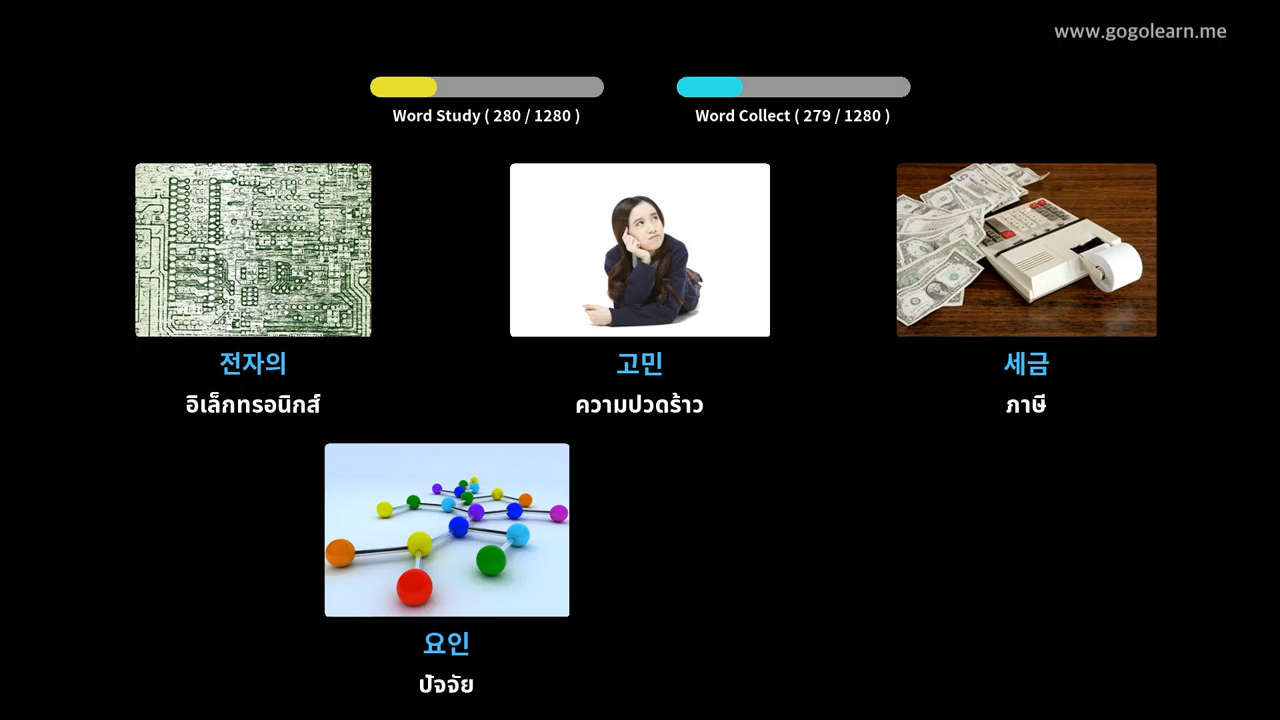 www.gogolearn.me
Word Study ( 280 / 1280 )
Word Collect ( 279 / 1280 )
전자의
고민
세금
อิเล็กทรอนิกส์
ความปวดร้าว
ภาษี
요인
ปัจจัย